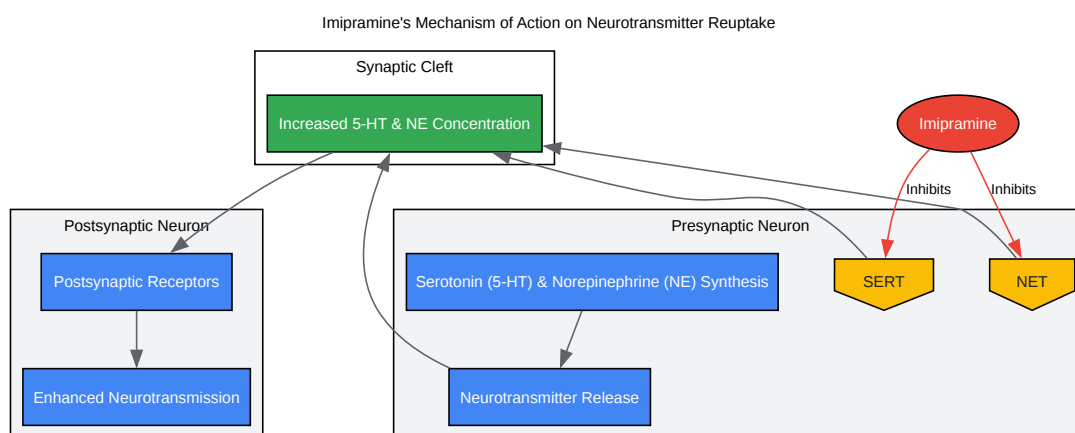 Imipramine's Mechanism of Action on Neurotransmitter Reuptake
Synaptic Cleft
Increased 5-HT & NE Concentration
Imipramine
Inhibits
Inhibits
Postsynaptic Neuron
Presynaptic Neuron
Postsynaptic Receptors
Serotonin (5-HT) & Norepinephrine (NE) Synthesis
SERT
NET
Enhanced Neurotransmission
Neurotransmitter Release